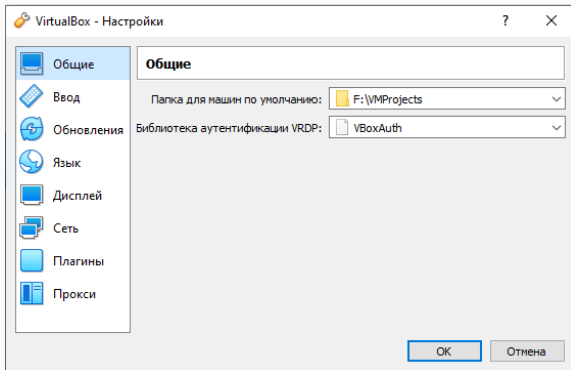 VirtualBox - Настройки
?
Общие
Ввод
Обновления
Язык
Дисплей
Сеть
Плагины
Прокси
Общие
Папка для машин по умолчанию: F:\VMProjects
Библиотека аутентификации VRDP: VBoxAuth
OK Отмена